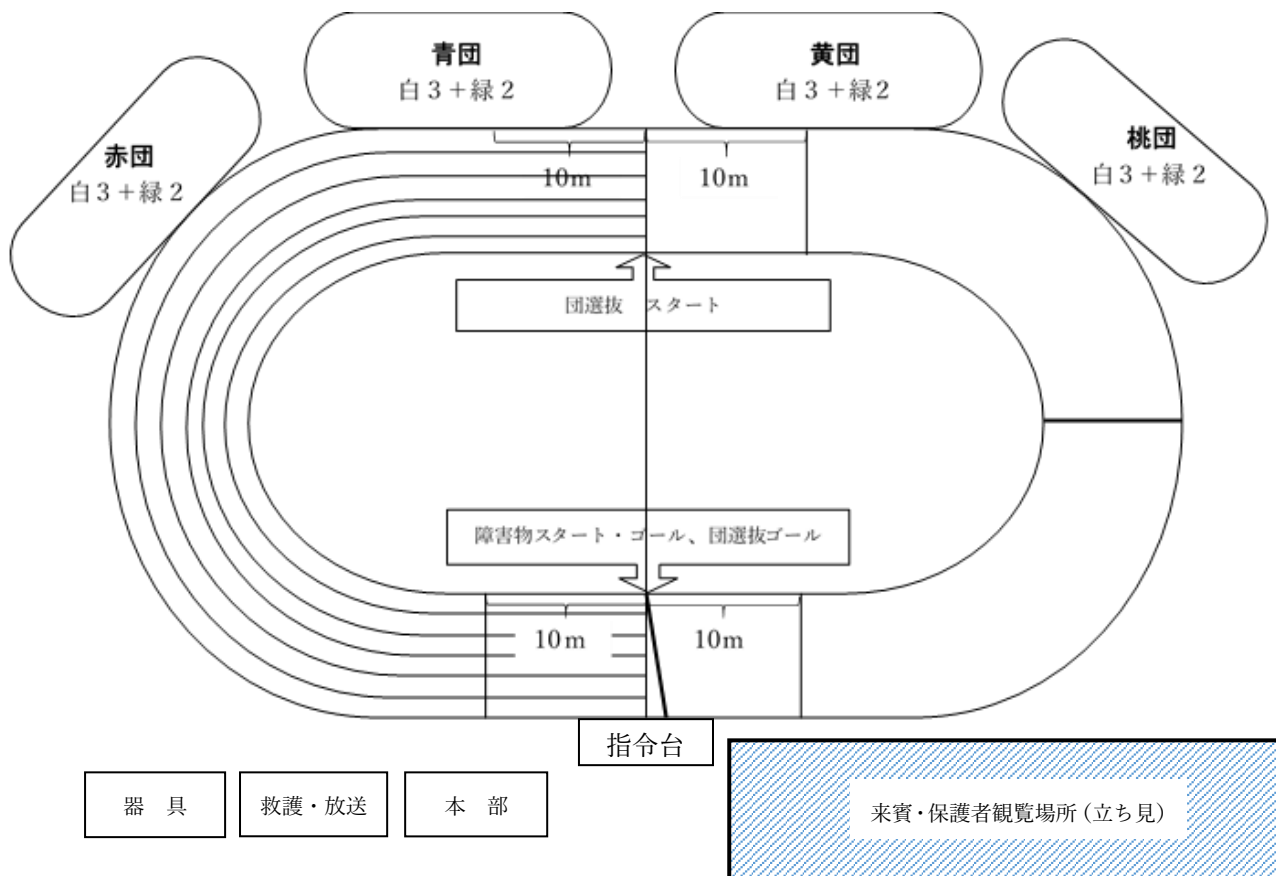 青団
白３＋緑２
黄団
白３＋緑２
赤団
白３＋緑２
桃団
白３＋緑２
10ｍ
10ｍ
団選抜　スタート
障害物スタート・ゴール、団選抜ゴール
10ｍ
10ｍ
指令台
器　具
救護・放送
本　部
来賓・保護者観覧場所（立ち見）